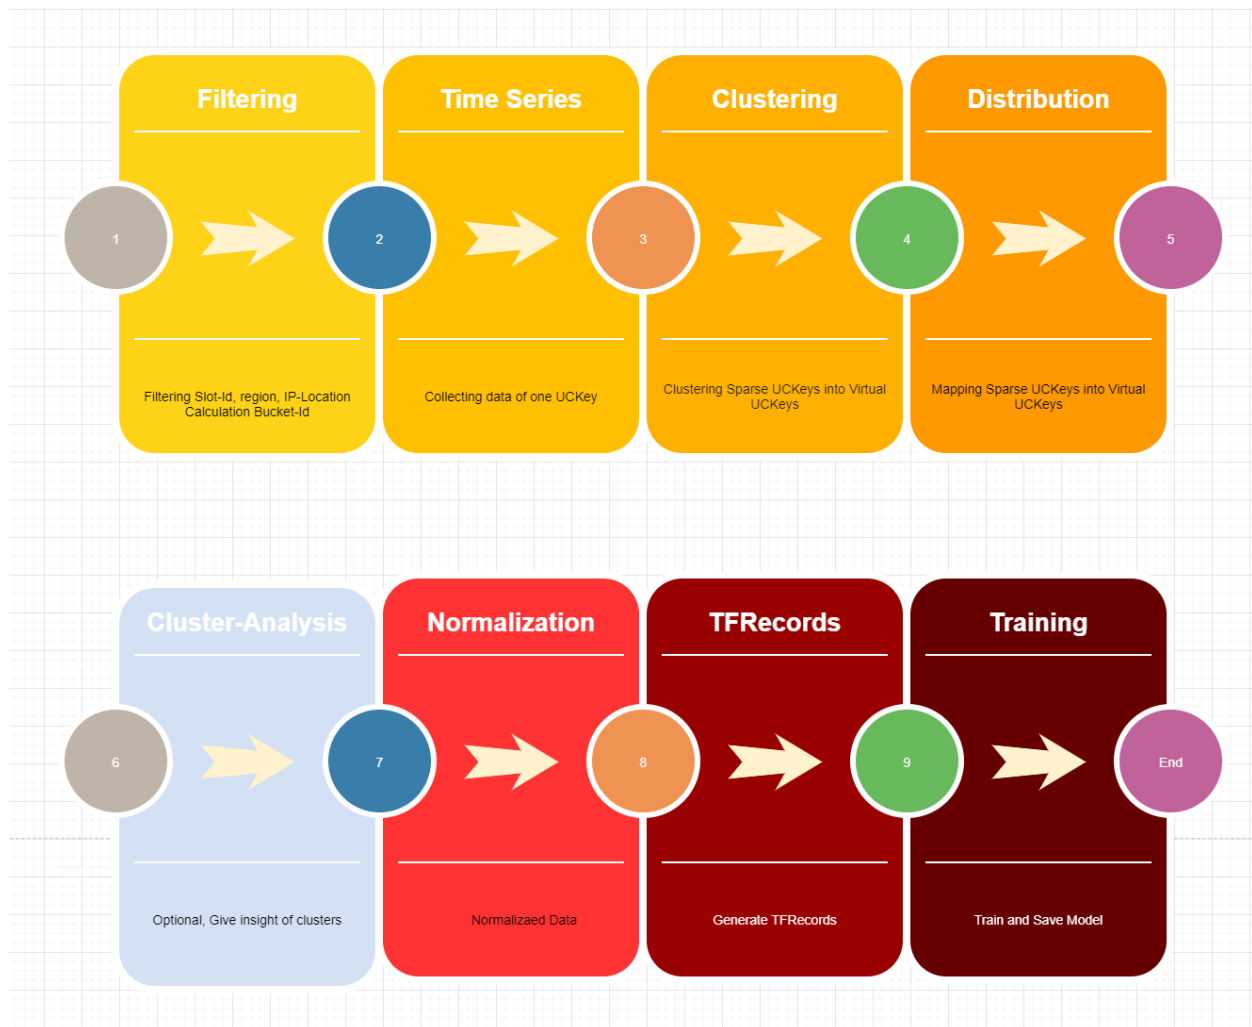 Filtering
Time Series
Clustering
Distribution
1
2
3
4
5
Filtering Slot-Id, region, IP-Location
Calculation Bucket-Id
Collecting data of one UCKey
Clustering Sparse UCKeys into Virtual
UCKeys
Mapping Sparse UCKeys into Virtual
UCKeys
Cluster-Analysis
Normalization
TFRecords
Training
6
7
8
9
End
Optional, Give insight of clusters
Normalizaed Data
Generate TFRecords
Train and Save Model